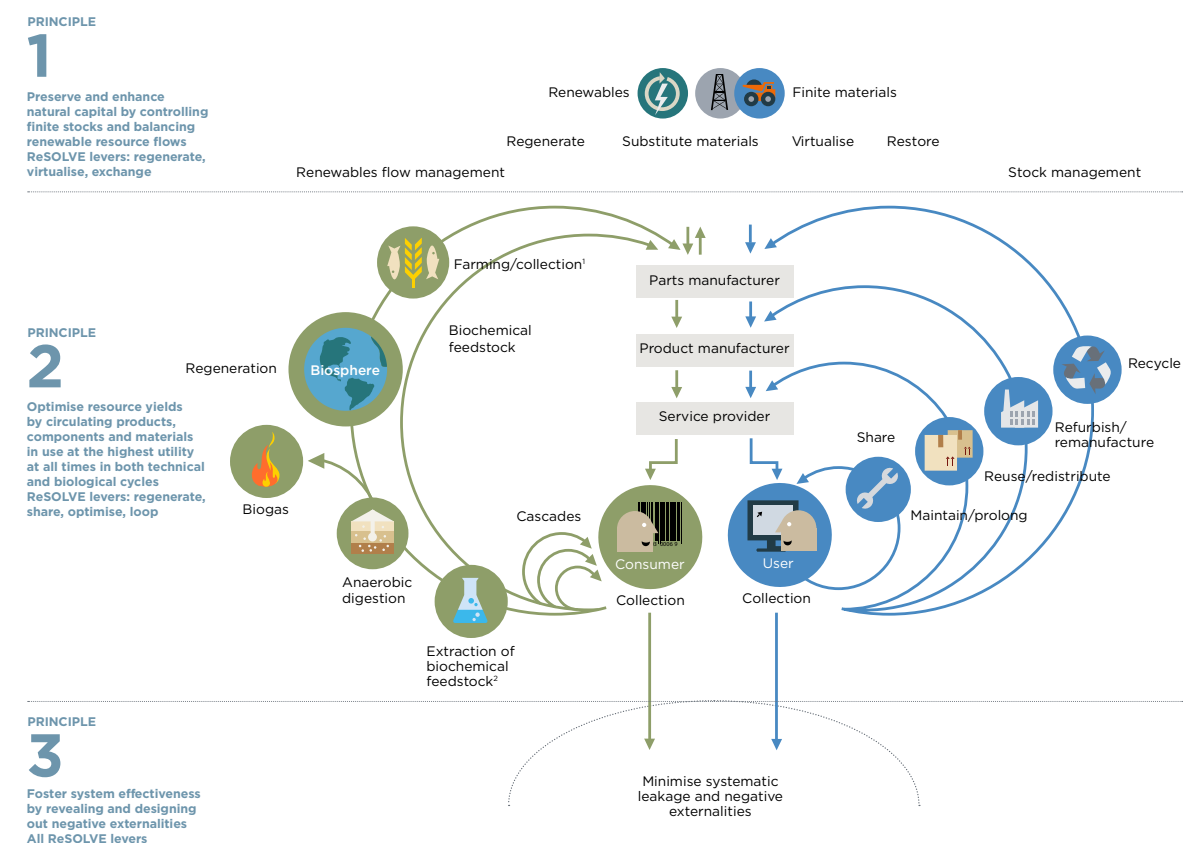 PRINCIPLE
1
Preserve and enhance
natural capital by controlling
finite stocks and balancing
renewable resource flows
ReSOLVE levers: regenerate,
virtualise, exchange
Renewables
Finite materials
Regenerate
Substitute materials
Virtualise
Restore
Renewables flow management
Stock management
PRINCIPLE
2
Optimise resource yields
by circulating products,
components and materials
in use at the highest utility
at all times in both technical
and biological cycles
ReSOLVE levers: regenerate,
share, optimise, loop
Farming/collection¹
Biochemical
feedstock
Regeneration
Biosphere
Biogas
Anaerobic
digestion
Extraction of
biochemical
feedstock²
Cascades
Parts manufacturer
Product manufacturer
Service provider
Consumer
Collection
User
Collection
Share
Maintain/prolong
Reuse/redistribute
Refurbish/
remanufacture
Recycle
PRINCIPLE
3
Foster system effectiveness
by revealing and designing
out negative externalities
All ReSOLVE levers
Minimise systematic
leakage and negative
externalities